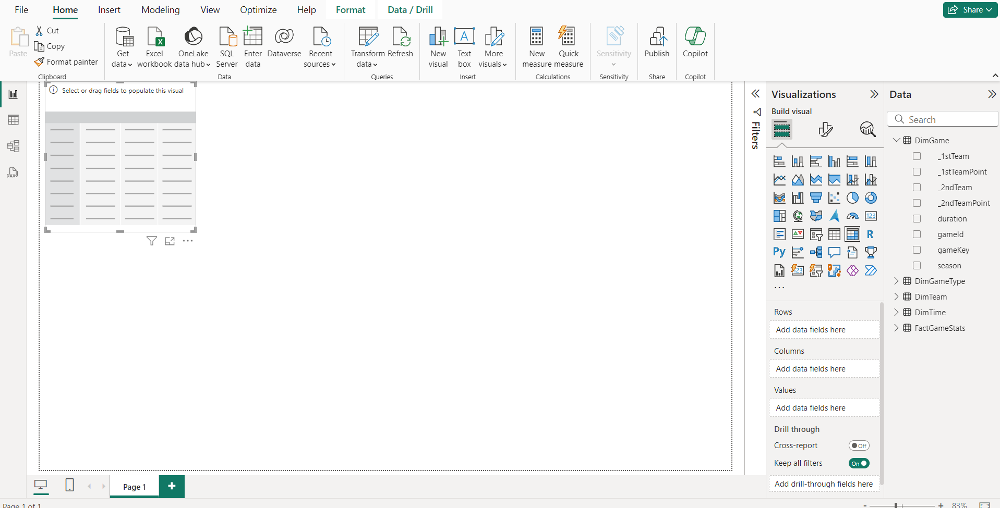 File Home Insert Modeling View Optimize Help Format Data / Drill Share
Paste
Cut
Copy
Format painter
Clipboard
Get data
Excel workbook
OneLake data hub
SQL Server
Enter data
Dataverse
Recent sources
Data
Transform data
Refresh
Queries
New visual
Text box
More visuals
Insert
New measure
Quick measure
Calculations
Sensitivity
Sensitivity
Publish
Share
Copilot
Copilot
DAX
Select or drag fields to populate this visual
Filters
Visualizations
Build visual
123
R
Py
123
Rows
Add data fields here
Columns
Add data fields here
Values
Add data fields here
Drill through
Cross-report Off
Keep all filters On
Add drill-through fields here
Data
Search
DimGame
_1stTeam
_1stTeamPoint
_2ndTeam
_2ndTeamPoint
duration
gameId
gameKey
season
DimGameType
DimTeam
DimTime
FactGameStats
Page 1
Page 1 of 1
- + 83%